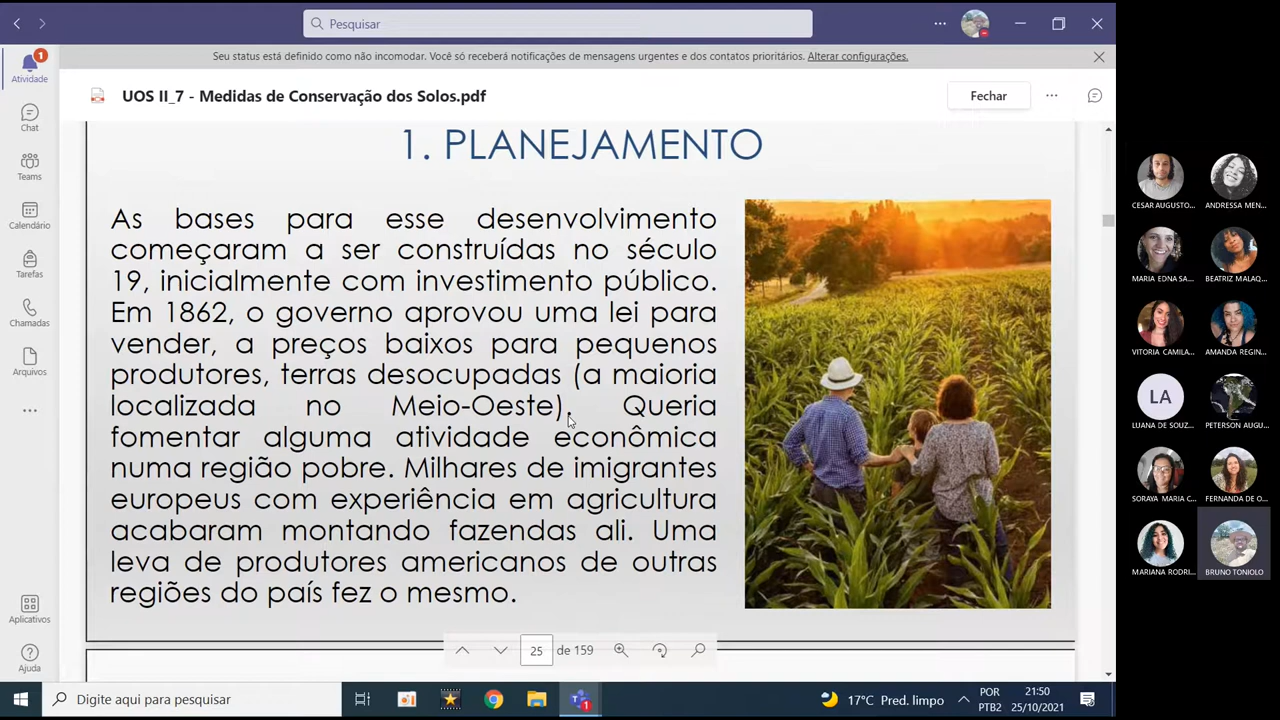 Pesquisar
Seu status está definido como não incomodar. Você só receberá notificações de mensagens urgentes e dos contatos prioritários. Alterar configurações.
1
Atividade
Chat
Teams
Calendário
Tarefas
Chamadas
Arquivos
Aplicativos
Ajuda
UOS II_7 - Medidas de Conservação dos Solos.pdf
Fechar
1. PLANEJAMENTO
As bases para esse desenvolvimento
começaram a ser construídas no século
19, inicialmente com investimento público.
Em 1862, o governo aprovou uma lei para
vender, a preços baixos para pequenos
produtores, terras desocupadas (a maioria
localizada no Meio-Oeste). Queria
fomentar alguma atividade econômica
numa região pobre. Milhares de imigrantes
europeus com experiência em agricultura
acabaram montando fazendas ali. Uma
leva de produtores americanos de outras
regiões do país fez o mesmo.
25 de 159
CESAR AUGUSTO...
ANDRESSA MEN...
MARIA EDNA SA...
BEATRIZ MALAQ...
VITORIA CAMILA...
AMANDA REGIN...
LA
LUANA DE SOUZ...
PETERSON AUGU...
SORAYA MARIA C...
FERNANDA DE O...
MARIANA RODRI...
BRUNO TONIOLO
Digite aqui para pesquisar
1
17°C Pred. limpo
POR
PTB2
21:50
25/10/2021